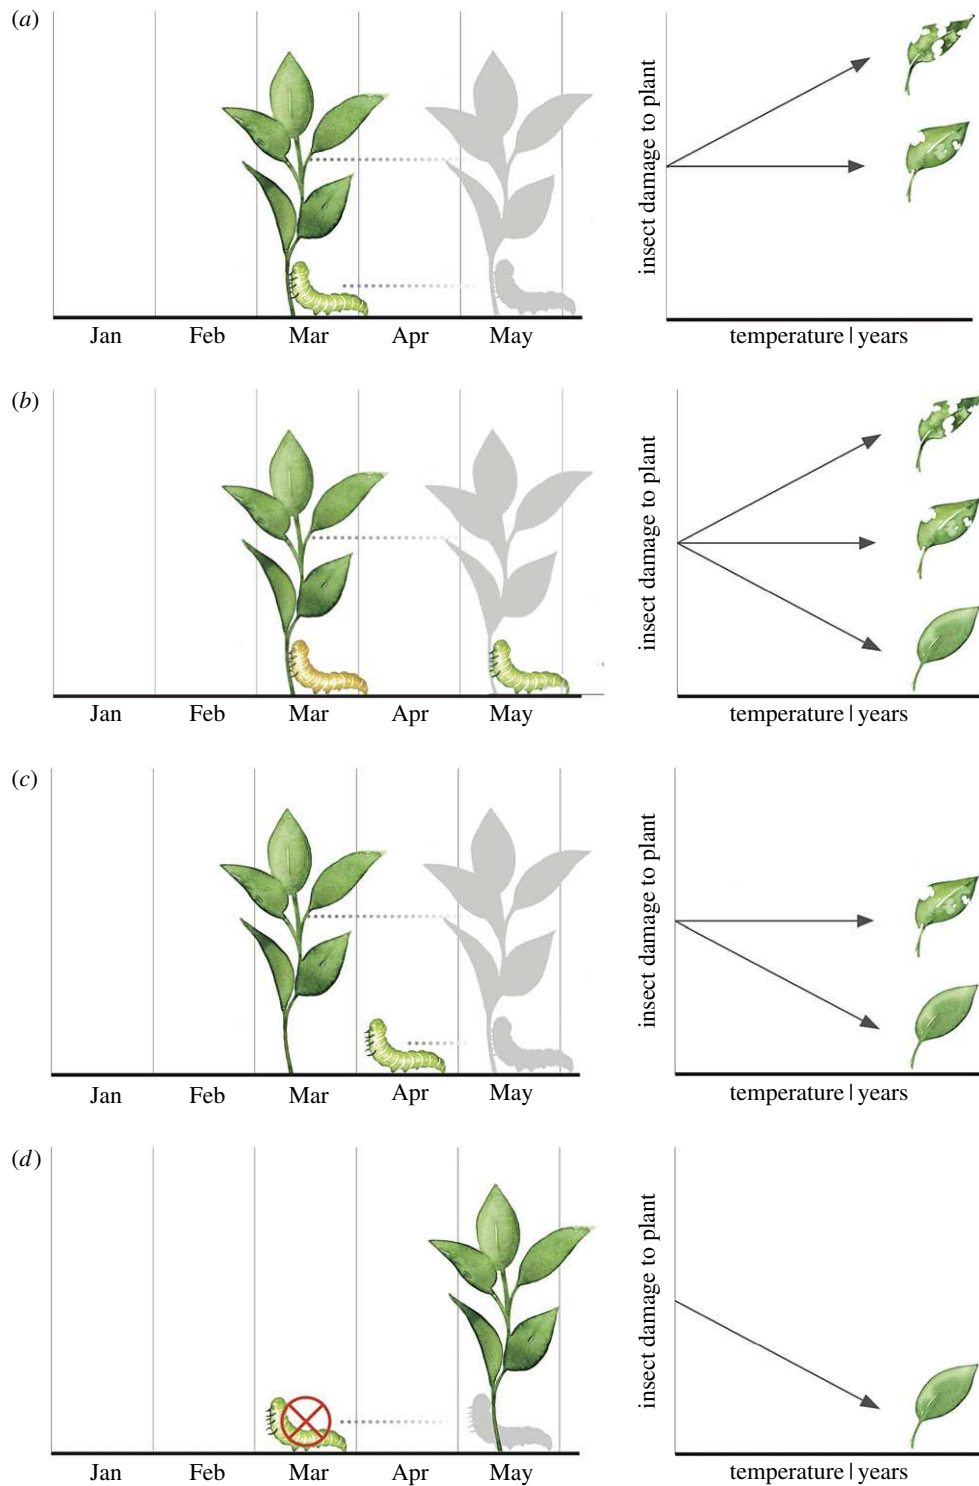 (a)
insect damage to plant
Jan Feb Mar Apr May
temperature | years
(b)
insect damage to plant
Jan Feb Mar Apr May
temperature | years
(c)
insect damage to plant
Jan Feb Mar Apr May
temperature | years
(d)
insect damage to plant
Jan Feb Mar Apr May
temperature | years